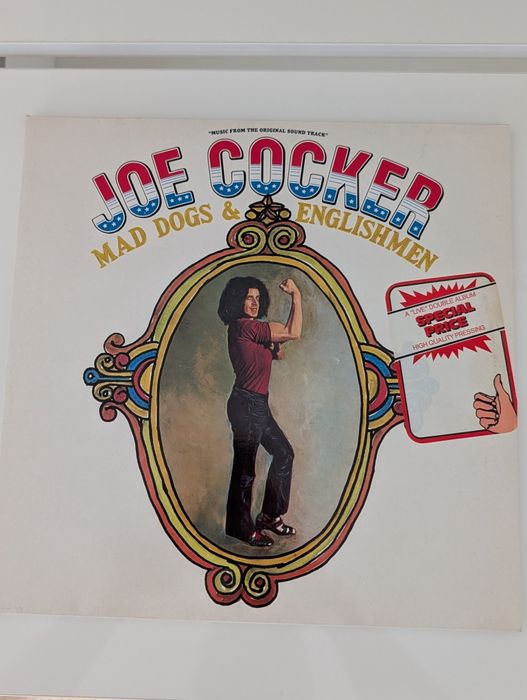 "MUSIC FROM THE ORIGINAL SOUND TRACK"
JOE COCKER
MAD DOGS & ENGLISHMEN
A "LIVE" DOUBLE ALBUM
SPECIAL
PRICE
HIGH QUALITY PRESSING